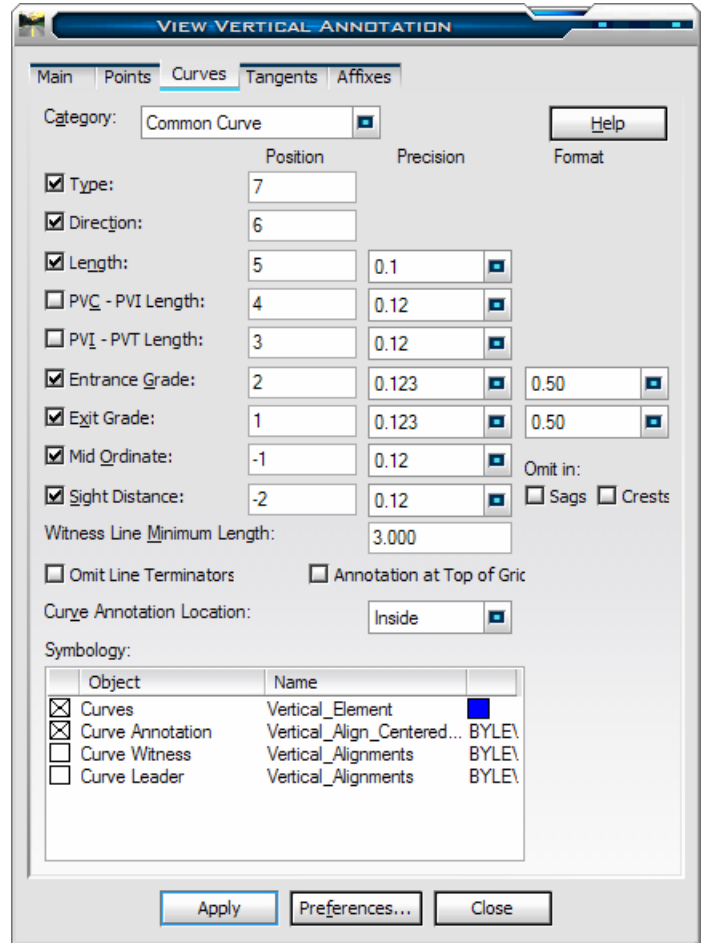 VIEW VERTICAL ANNOTATION
Main Points Curves Tangents Affixes
Category: Common Curve Help
Position Precision Format
Type: 7
Direction: 6
Length: 5 0.1
PVC - PVI Length: 4 0.12
PVI - PVT Length: 3 0.12
Entrance Grade: 2 0.123 0.50
Exit Grade: 1 0.123 0.50
Mid Ordinate: -1 0.12
Omit in:
Sight Distance: -2 0.12 Sags Crests
Witness Line Minimum Length: 3.000
Omit Line Terminators Annotation at Top of Gric
Curve Annotation Location: Inside
Symbology:
Object Name
Curves Vertical_Element
Curve Annotation Vertical_Align_Centered... BYLEV
Curve Witness Vertical_Alignments BYLEV
Curve Leader Vertical_Alignments BYLEV
Apply Preferences... Close